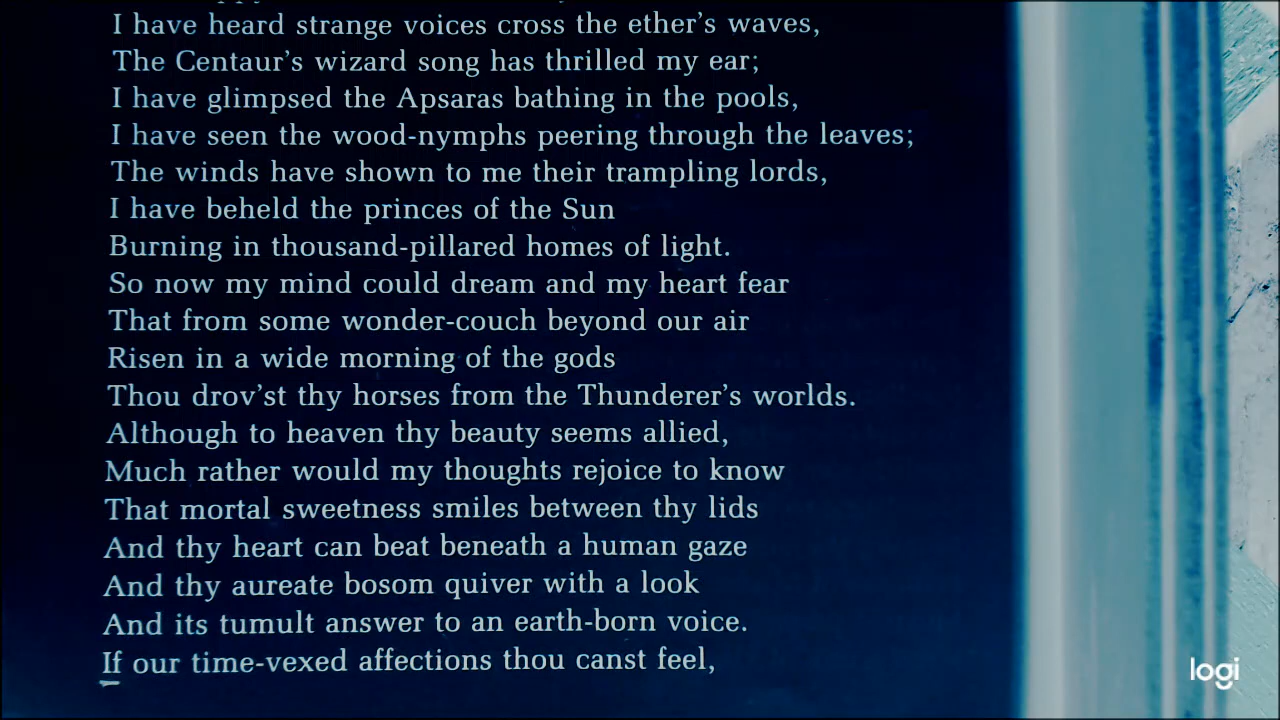 I have heard strange voices cross the ether's waves,
The Centaur's wizard song has thrilled my ear;
I have glimpsed the Apsaras bathing in the pools,
I have seen the wood-nymphs peering through the leaves;
The winds have shown to me their trampling lords,
I have beheld the princes of the Sun
Burning in thousand-pillared homes of light.
So now my mind could dream and my heart fear
That from some wonder-couch beyond our air
Risen in a wide morning of the gods
Thou drov'st thy horses from the Thunderer's worlds.
Although to heaven thy beauty seems allied,
Much rather would my thoughts rejoice to know
That mortal sweetness smiles between thy lids
And thy heart can beat beneath a human gaze
And thy aureate bosom quiver with a look
And its tumult answer to an earth-born voice.
If our time-vexed affections thou canst feel,
logi